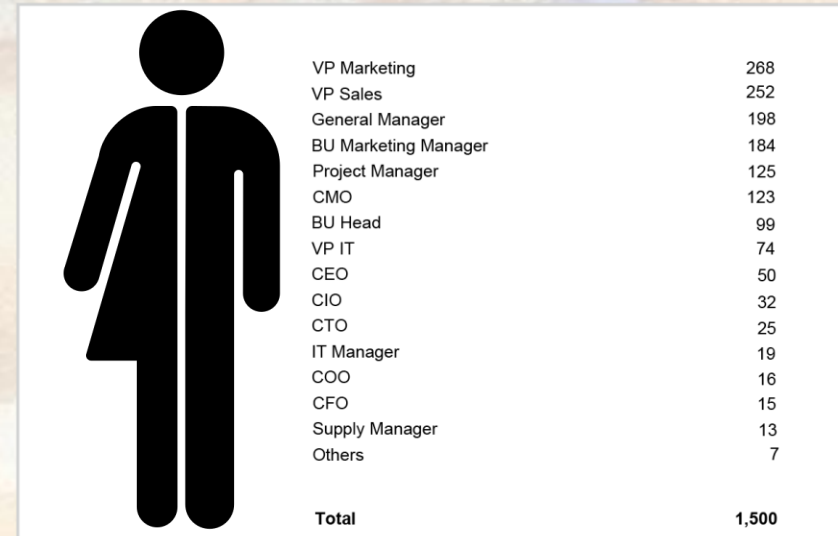 VP Marketing 268
VP Sales 252
General Manager 198
BU Marketing Manager 184
Project Manager 125
CMO 123
BU Head 99
VP IT 74
CEO 50
CIO 32
CTO 25
IT Manager 19
COO 16
CFO 15
Supply Manager 13
Others 7
Total 1,500